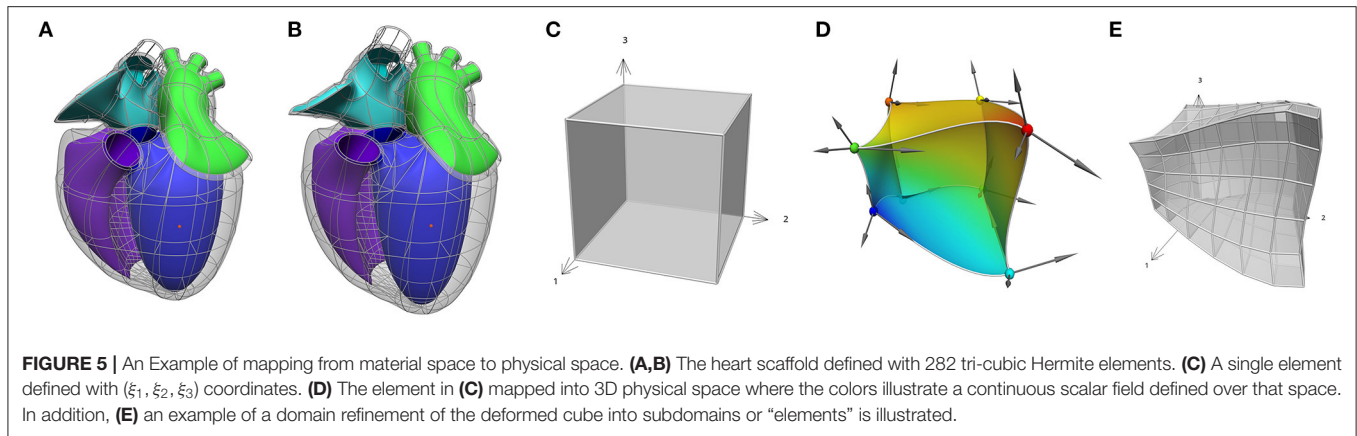 A
B
C
D
E
3
2
1
3
2
1
FIGURE 5 | An Example of mapping from material space to physical space. (A,B) The heart scaffold defined with 282 tri-cubic Hermite elements. (C) A single element
defined with (ξ1, ξ2, ξ3) coordinates. (D) The element in (C) mapped into 3D physical space where the colors illustrate a continuous scalar field defined over that space.
In addition, (E) an example of a domain refinement of the deformed cube into subdomains or “elements” is illustrated.